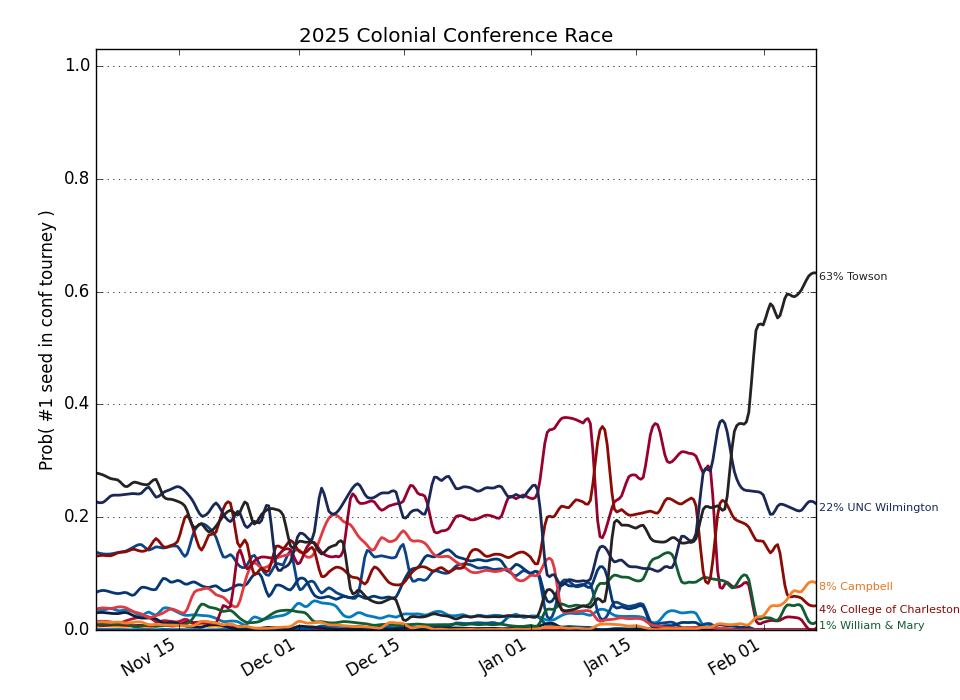 2025 Colonial Conference Race
Prob( #1 seed in conf tourney )
1.0
0.8
0.6
0.4
0.2
0.0
63% Towson
22% UNC Wilmington
8% Campbell
4% College of Charleston
1% William & Mary
Nov 15
Dec 01
Dec 15
Jan 01
Jan 15
Feb 01